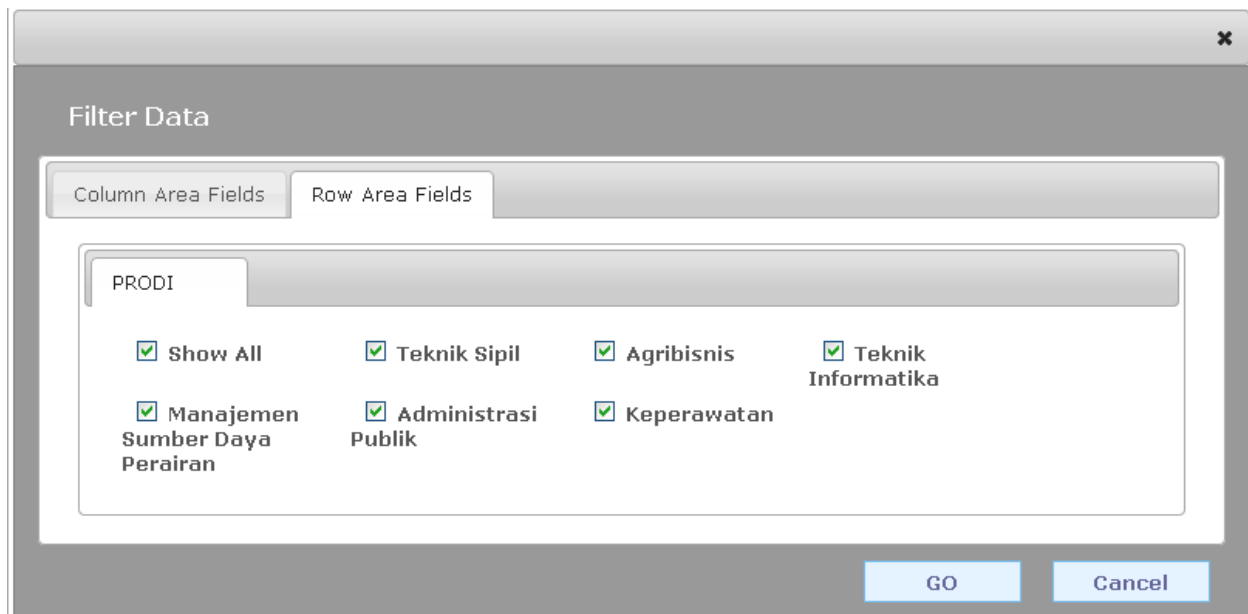 Filter Data
Column Area Fields Row Area Fields
PRODI
Show All Teknik Sipil Agribisnis Teknik
Informatika
Manajemen Administrasi Keperawatan
Sumber Daya Publik
Perairan
GO Cancel